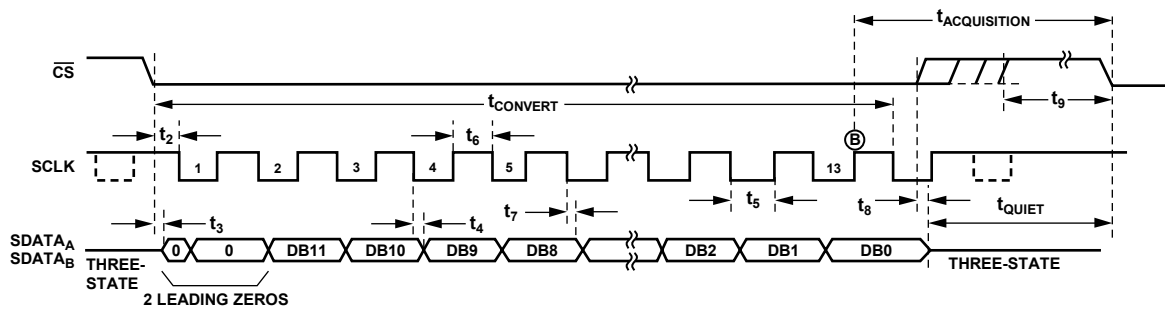 tACQUISITION
CS
tCONVERT
t9
t2
t6
B
SCLK
1
2
3
4
5
13
t5
t8
t7
t3
t4
tQUIET
SDATAA
SDATAB
0
0
DB11
DB10
DB9
DB8
DB2
DB1
DB0
THREE-
STATE
THREE-STATE
2 LEADING ZEROS